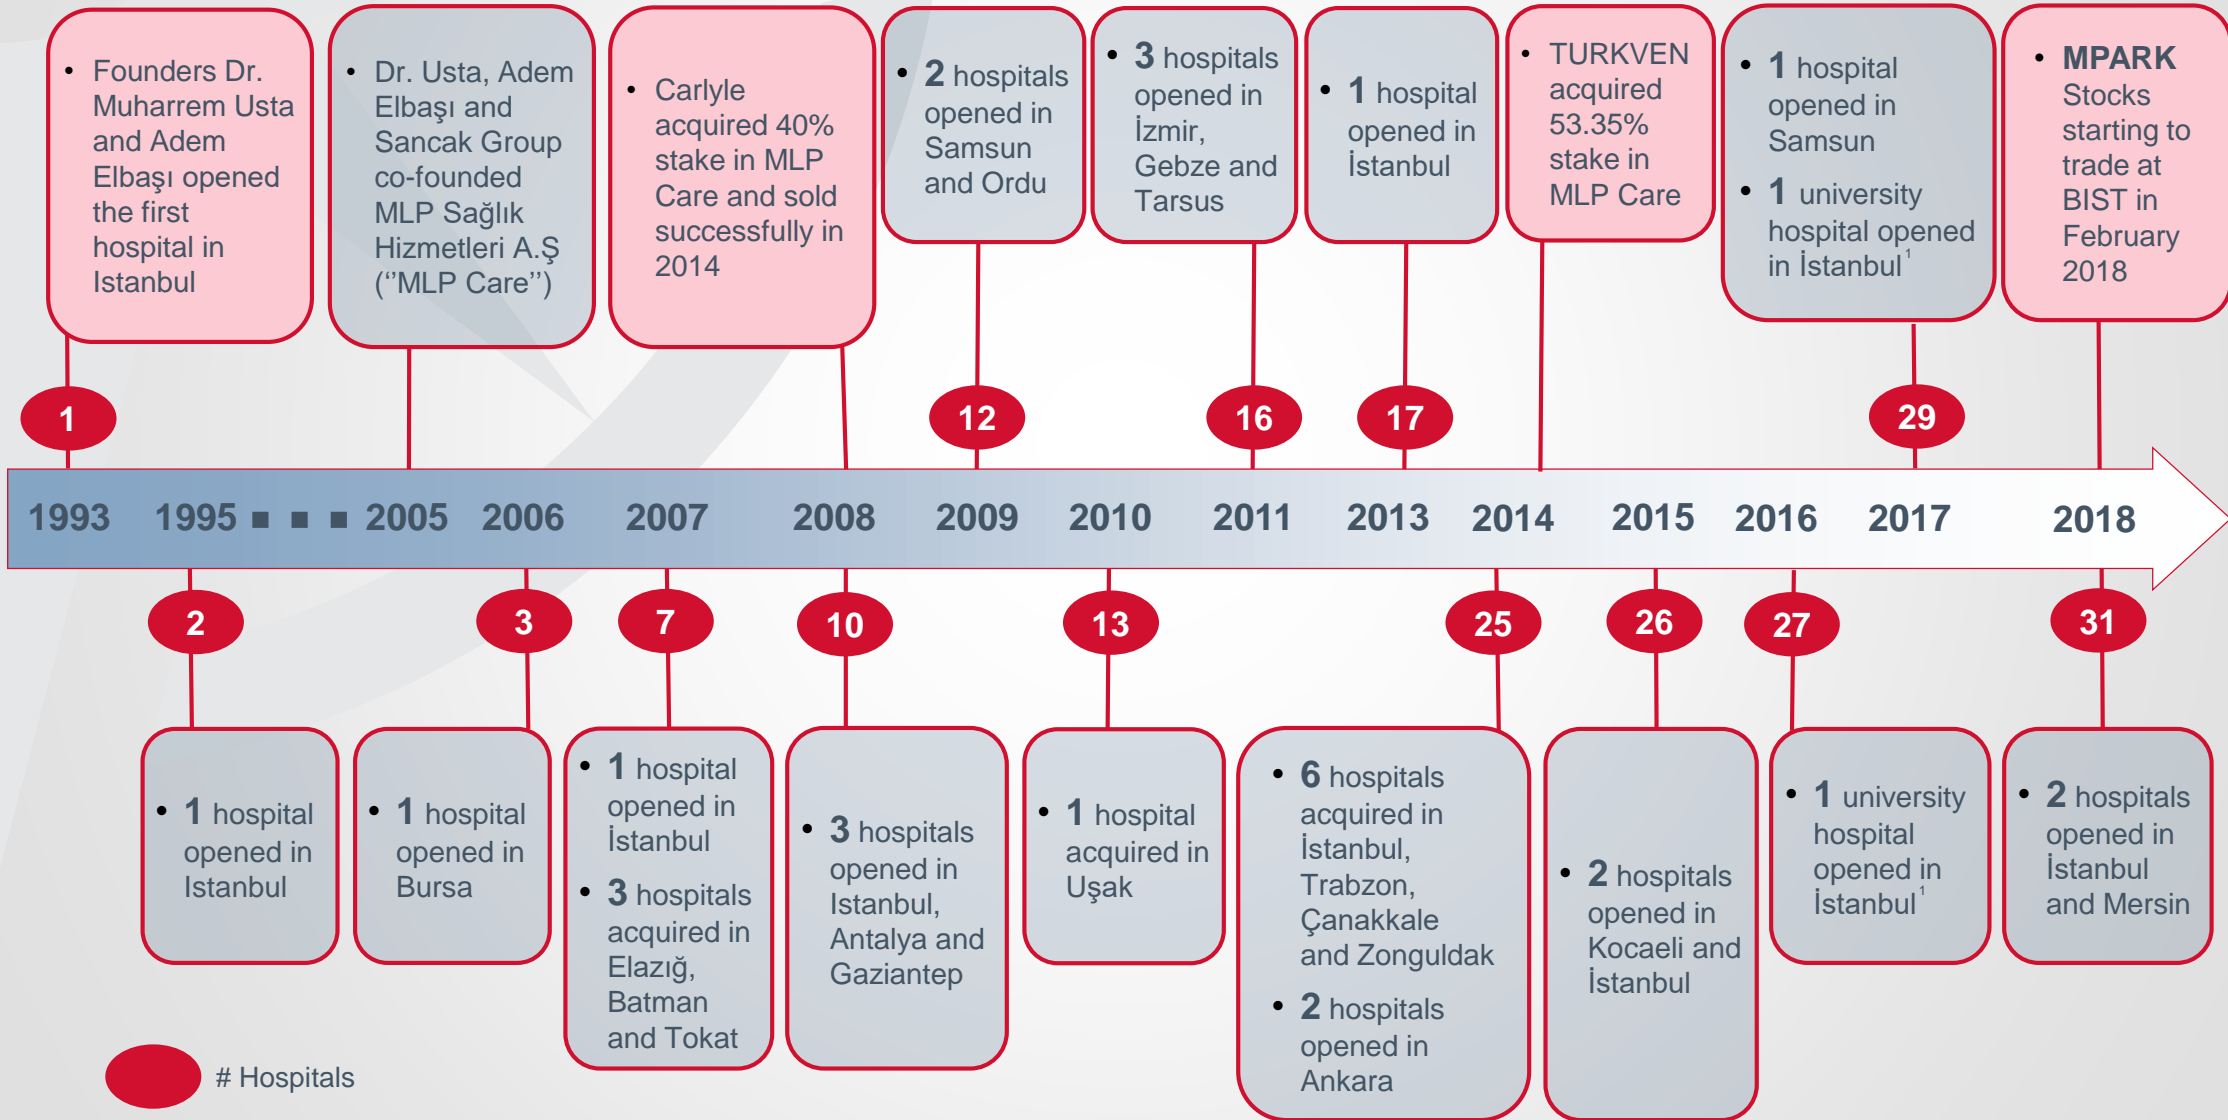 • Founders Dr.
Muharrem Usta
and Adem
Elbaşı opened
the first
hospital in
Istanbul
• Dr. Usta, Adem
Elbaşı and
Sancak Group
co-founded
MLP Sağlık
Hizmetleri A.Ş
(‘’MLP Care’’)
• Carlyle
acquired 40%
stake in MLP
Care and sold
successfully in
2014
• 2 hospitals
opened in
Samsun
and Ordu
• 3 hospitals
opened in
İzmir,
Gebze and
Tarsus
• 1 hospital
opened in
İstanbul
• TURKVEN
acquired
53.35%
stake in
MLP Care
• 1 hospital
opened in
Samsun
• 1 university
hospital opened
in İstanbul¹
• MPARK
Stocks
starting to
trade at
BIST in
February
2018
1
12
16
17
29
1993 1995 ■ ■ ■ 2005 2006 2007 2008 2009 2010 2011 2013 2014 2015 2016 2017 2018
2
3
7
10
13
25
26
27
31
• 1 hospital
opened in
Istanbul
• 1 hospital
opened in
Bursa
• 1 hospital
opened in
İstanbul
• 3 hospitals
acquired in
Elazığ,
Batman
and Tokat
• 3 hospitals
opened in
Istanbul,
Antalya and
Gaziantep
• 1 hospital
acquired in
Uşak
• 6 hospitals
acquired in
İstanbul,
Trabzon,
Çanakkale
and Zonguldak
• 2 hospitals
opened in
Ankara
• 2 hospitals
opened in
Kocaeli and
İstanbul
• 1 university
hospital
opened in
İstanbul¹
• 2 hospitals
opened in
İstanbul
and Mersin
# Hospitals